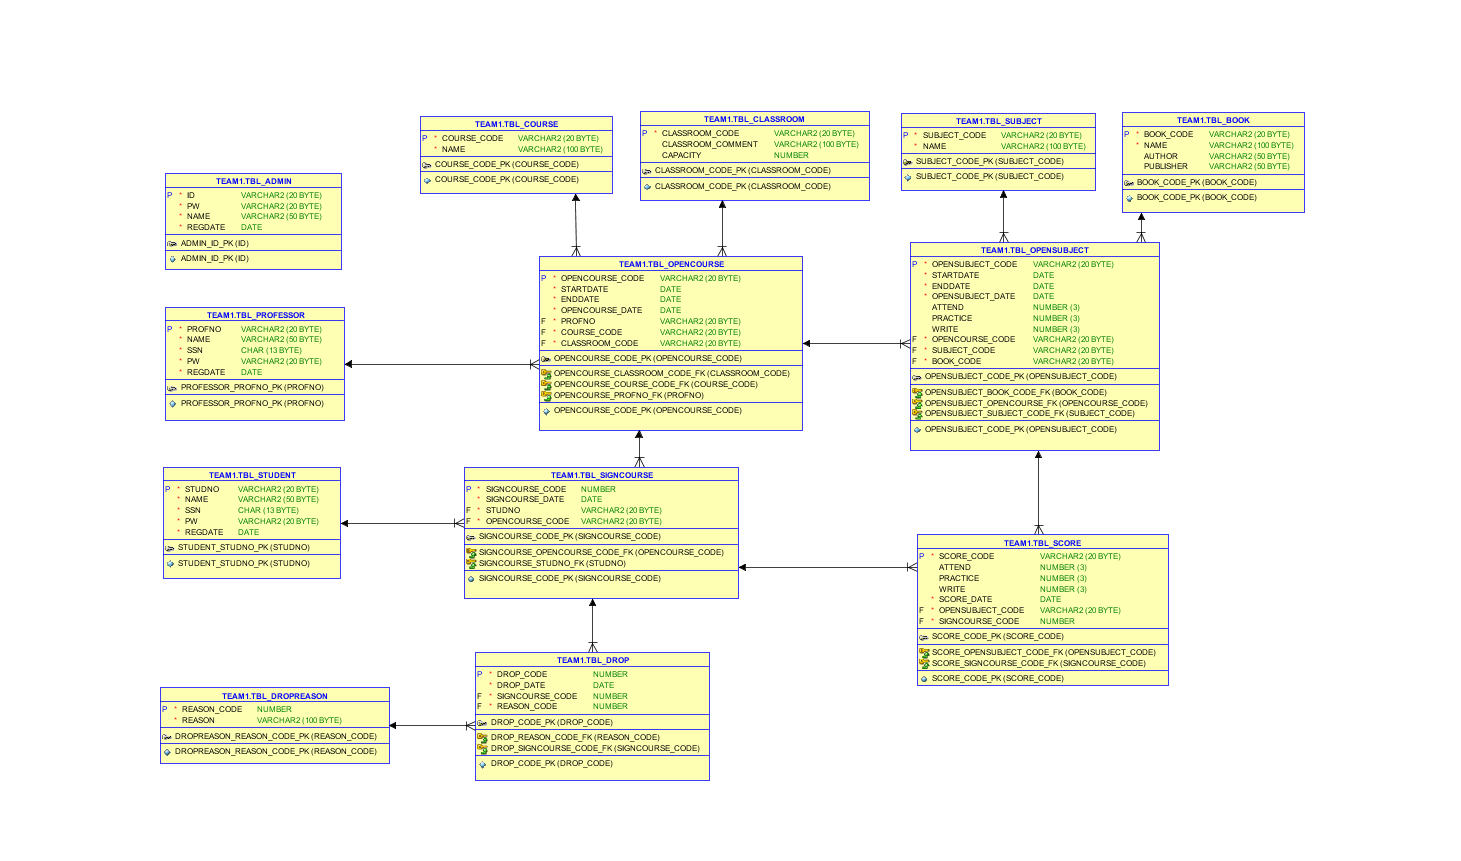 TEAM1.TBL_COURSE
P * COURSE_CODE VARCHAR2 (20 BYTE)
* NAME VARCHAR2 (100 BYTE)
COURSE_CODE_PK (COURSE_CODE)
COURSE_CODE_PK (COURSE_CODE)
TEAM1.TBL_CLASSROOM
P * CLASSROOM_CODE VARCHAR2 (20 BYTE)
CLASSROOM_COMMENT VARCHAR2 (100 BYTE)
CAPACITY NUMBER
CLASSROOM_CODE_PK (CLASSROOM_CODE)
CLASSROOM_CODE_PK (CLASSROOM_CODE)
TEAM1.TBL_SUBJECT
P * SUBJECT_CODE VARCHAR2 (20 BYTE)
* NAME VARCHAR2 (100 BYTE)
SUBJECT_CODE_PK (SUBJECT_CODE)
SUBJECT_CODE_PK (SUBJECT_CODE)
TEAM1.TBL_BOOK
P * BOOK_CODE VARCHAR2 (20 BYTE)
* NAME VARCHAR2 (100 BYTE)
AUTHOR VARCHAR2 (50 BYTE)
PUBLISHER VARCHAR2 (50 BYTE)
BOOK_CODE_PK (BOOK_CODE)
BOOK_CODE_PK (BOOK_CODE)
TEAM1.TBL_ADMIN
P * ID VARCHAR2 (20 BYTE)
* PW VARCHAR2 (20 BYTE)
* NAME VARCHAR2 (50 BYTE)
* REGDATE DATE
ADMIN_ID_PK (ID)
ADMIN_ID_PK (ID)
TEAM1.TBL_OPENCOURSE
P * OPENCOURSE_CODE VARCHAR2 (20 BYTE)
* STARTDATE DATE
* ENDDATE DATE
* OPENCOURSE_DATE DATE
F * PROFNO VARCHAR2 (20 BYTE)
F * COURSE_CODE VARCHAR2 (20 BYTE)
F * CLASSROOM_CODE VARCHAR2 (20 BYTE)
OPENCOURSE_CODE_PK (OPENCOURSE_CODE)
OPENCOURSE_CLASSROOM_CODE_FK (CLASSROOM_CODE)
OPENCOURSE_COURSE_CODE_FK (COURSE_CODE)
OPENCOURSE_PROFNO_FK (PROFNO)
OPENCOURSE_CODE_PK (OPENCOURSE_CODE)
TEAM1.TBL_OPENSUBJECT
P * OPENSUBJECT_CODE VARCHAR2 (20 BYTE)
* STARTDATE DATE
* ENDDATE DATE
* OPENSUBJECT_DATE DATE
ATTEND NUMBER (3)
PRACTICE NUMBER (3)
WRITE NUMBER (3)
F * OPENCOURSE_CODE VARCHAR2 (20 BYTE)
F * SUBJECT_CODE VARCHAR2 (20 BYTE)
F * BOOK_CODE VARCHAR2 (20 BYTE)
OPENSUBJECT_CODE_PK (OPENSUBJECT_CODE)
OPENSUBJECT_BOOK_CODE_FK (BOOK_CODE)
OPENSUBJECT_OPENCOURSE_FK (OPENCOURSE_CODE)
OPENSUBJECT_SUBJECT_CODE_FK (SUBJECT_CODE)
OPENSUBJECT_CODE_PK (OPENSUBJECT_CODE)
TEAM1.TBL_PROFESSOR
P * PROFNO VARCHAR2 (20 BYTE)
* NAME VARCHAR2 (50 BYTE)
* SSN CHAR (13 BYTE)
* PW VARCHAR2 (20 BYTE)
* REGDATE DATE
PROFESSOR_PROFNO_PK (PROFNO)
PROFESSOR_PROFNO_PK (PROFNO)
TEAM1.TBL_STUDENT
P * STUDNO VARCHAR2 (20 BYTE)
* NAME VARCHAR2 (50 BYTE)
* SSN CHAR (13 BYTE)
* PW VARCHAR2 (20 BYTE)
* REGDATE DATE
STUDENT_STUDNO_PK (STUDNO)
STUDENT_STUDNO_PK (STUDNO)
TEAM1.TBL_SIGNCOURSE
P * SIGNCOURSE_CODE NUMBER
* SIGNCOURSE_DATE DATE
F * STUDNO VARCHAR2 (20 BYTE)
F * OPENCOURSE_CODE VARCHAR2 (20 BYTE)
SIGNCOURSE_CODE_PK (SIGNCOURSE_CODE)
SIGNCOURSE_OPENCOURSE_CODE_FK (OPENCOURSE_CODE)
SIGNCOURSE_STUDNO_FK (STUDNO)
SIGNCOURSE_CODE_PK (SIGNCOURSE_CODE)
TEAM1.TBL_SCORE
P * SCORE_CODE VARCHAR2 (20 BYTE)
ATTEND NUMBER (3)
PRACTICE NUMBER (3)
WRITE NUMBER (3)
* SCORE_DATE DATE
F * OPENSUBJECT_CODE VARCHAR2 (20 BYTE)
F * SIGNCOURSE_CODE NUMBER
SCORE_CODE_PK (SCORE_CODE)
SCORE_OPENSUBJECT_CODE_FK (OPENSUBJECT_CODE)
SCORE_SIGNCOURSE_CODE_FK (SIGNCOURSE_CODE)
SCORE_CODE_PK (SCORE_CODE)
TEAM1.TBL_DROP
P * DROP_CODE NUMBER
* DROP_DATE DATE
F * SIGNCOURSE_CODE NUMBER
F * REASON_CODE NUMBER
DROP_CODE_PK (DROP_CODE)
DROP_REASON_CODE_FK (REASON_CODE)
DROP_SIGNCOURSE_CODE_FK (SIGNCOURSE_CODE)
DROP_CODE_PK (DROP_CODE)
TEAM1.TBL_DROPREASON
P * REASON_CODE NUMBER
* REASON VARCHAR2 (100 BYTE)
DROPREASON_REASON_CODE_PK (REASON_CODE)
DROPREASON_REASON_CODE_PK (REASON_CODE)